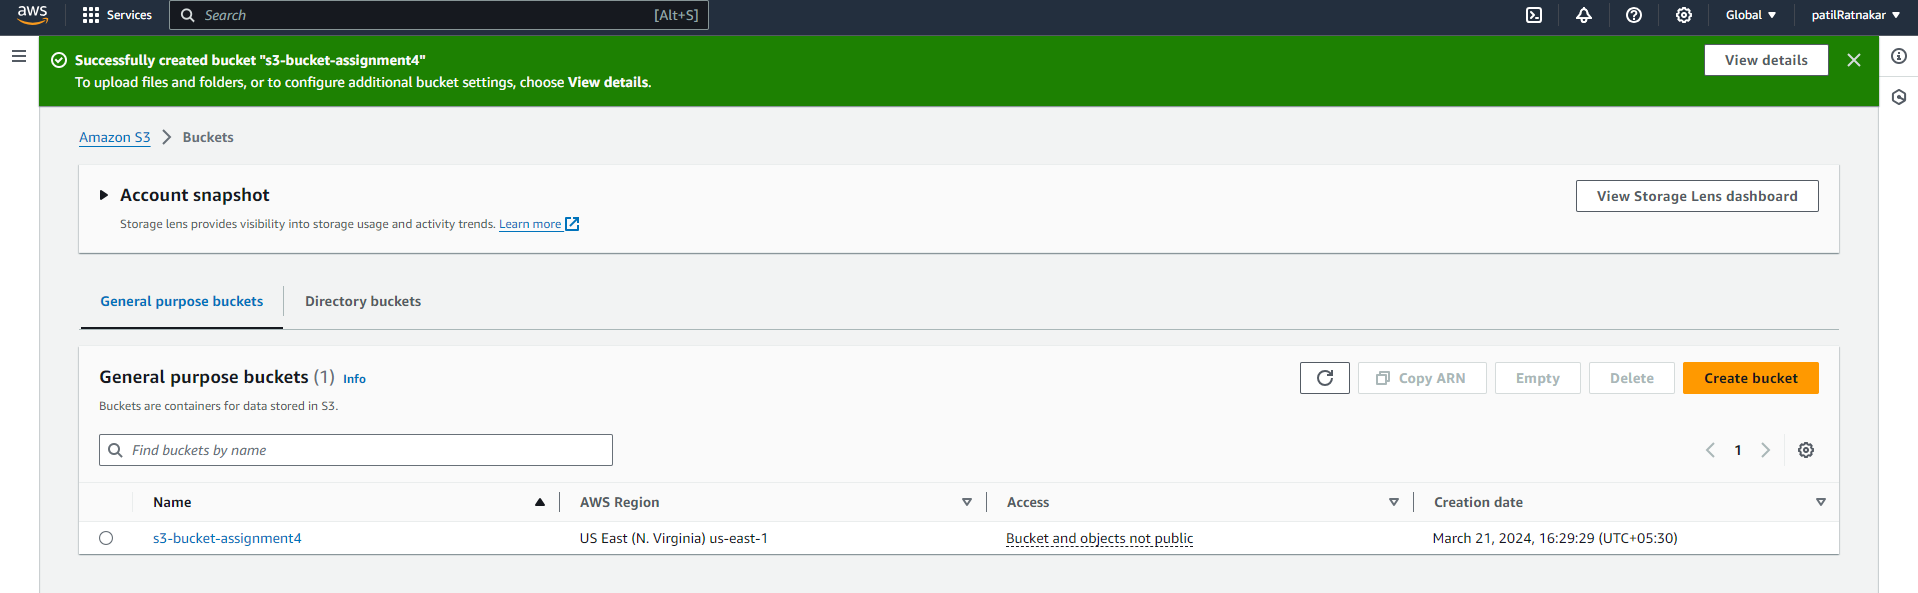 aws Services Search [Alt+S] Global patilRatnakar
Successfully created bucket "s3-bucket-assignment4"
To upload files and folders, or to configure additional bucket settings, choose View details.
View details
Amazon S3 Buckets
Account snapshot
View Storage Lens dashboard
Storage lens provides visibility into storage usage and activity trends. Learn more
General purpose buckets Directory buckets
General purpose buckets (1) Info
Copy ARN Empty Delete Create bucket
Buckets are containers for data stored in S3.
Find buckets by name
1
Name AWS Region Access Creation date
s3-bucket-assignment4 US East (N. Virginia) us-east-1 Bucket and objects not public March 21, 2024, 16:29:29 (UTC+05:30)